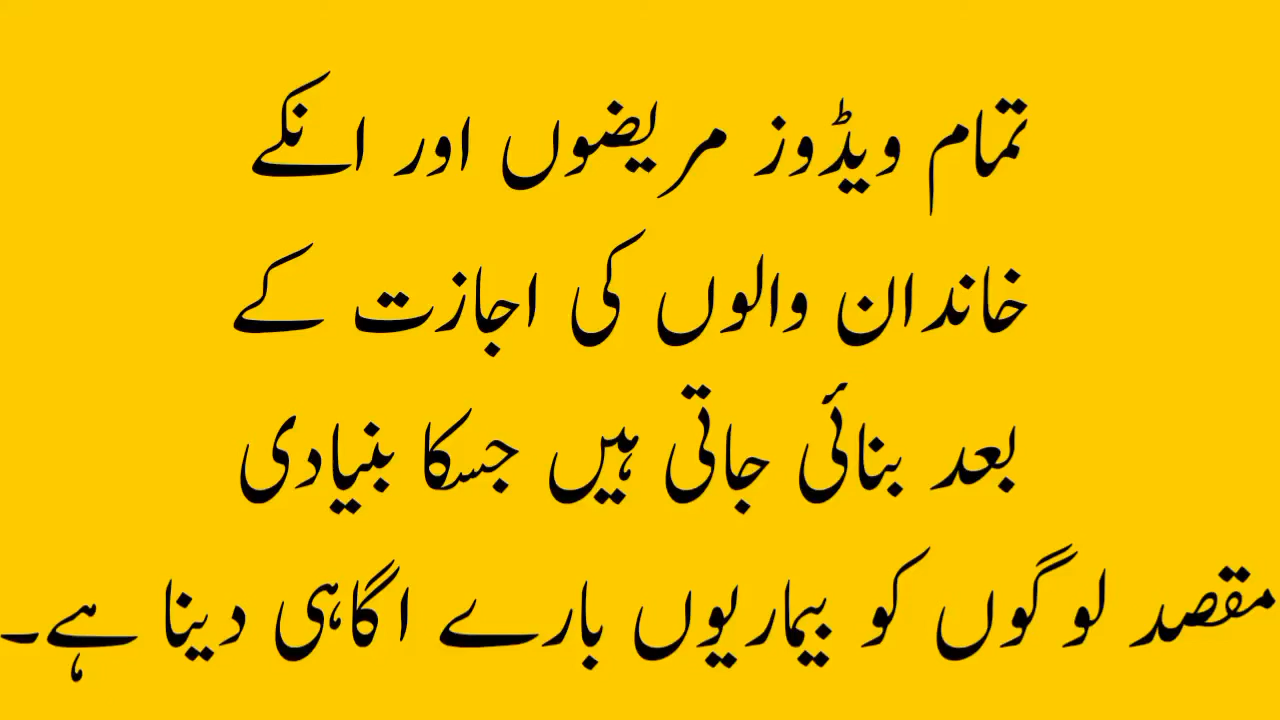 تمام ویڈوز مریضوں اور انکے
خاندان والوں کی اجازت کے
بعد بنائی جاتی ہیں جسکا بنیادی
مقصد لوگوں کو بیماریوں بارے اگاہی دینا ہے۔